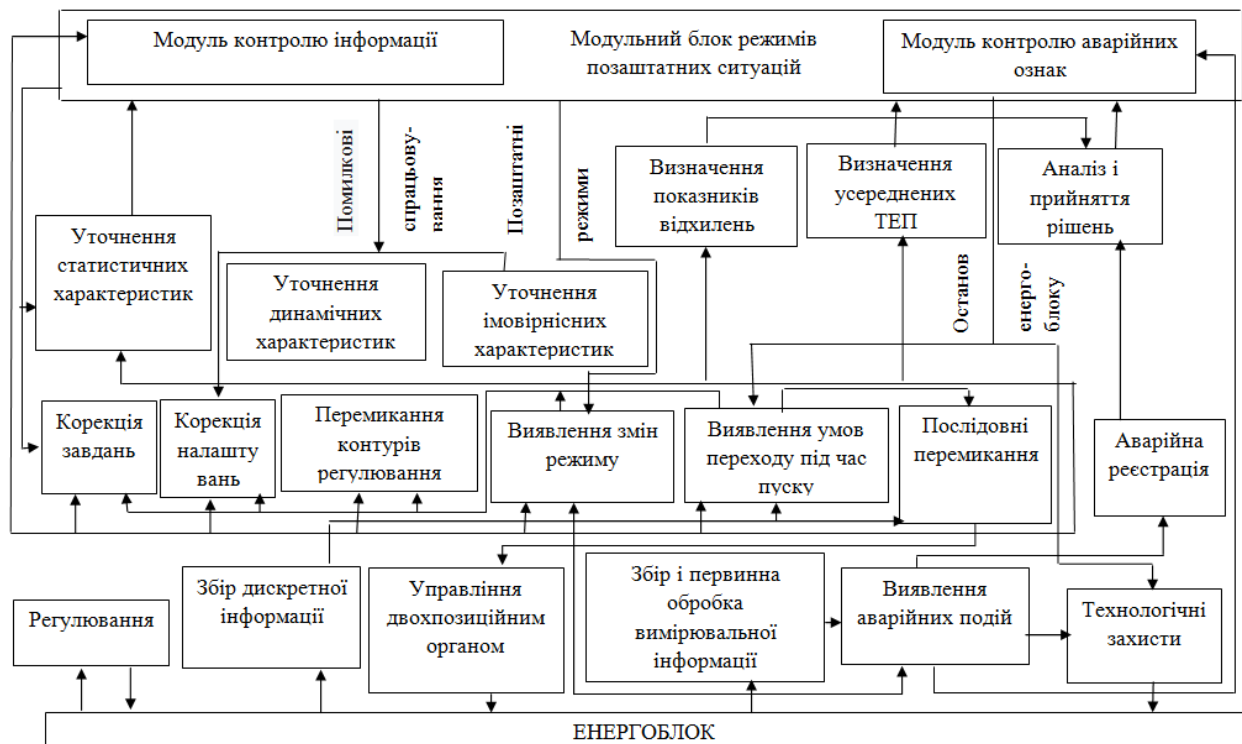 Модуль контролю інформації
Модульний блок режимів
позаштатних ситуацій
Модуль контролю аварійних
ознак
Помилкові
спрацьову-
вання
Позаштатні
режими
Визначення
показників
відхилень
Визначення
усереднених
ТЕП
Аналіз і
прийняття
рішень
Уточнення
статистичних
характеристик
Уточнення
динамічних
характеристик
Уточнення
імовірнісних
характеристик
Останов
енерго-
блоку
Корекція
завдань
Корекція
налашту
вань
Перемикання
контурів
регулювання
Виявлення змін
режиму
Виявлення умов
переходу під час
пуску
Послідовні
перемикання
Аварійна
реєстрація
Регулювання
Збір дискретної
інформації
Управління
двохпозиційним
органом
Збір і первинна
обробка
вимірювальної
інформації
Виявлення
аварійних подій
Технологічні
захисти
ЕНЕРГОБЛОК